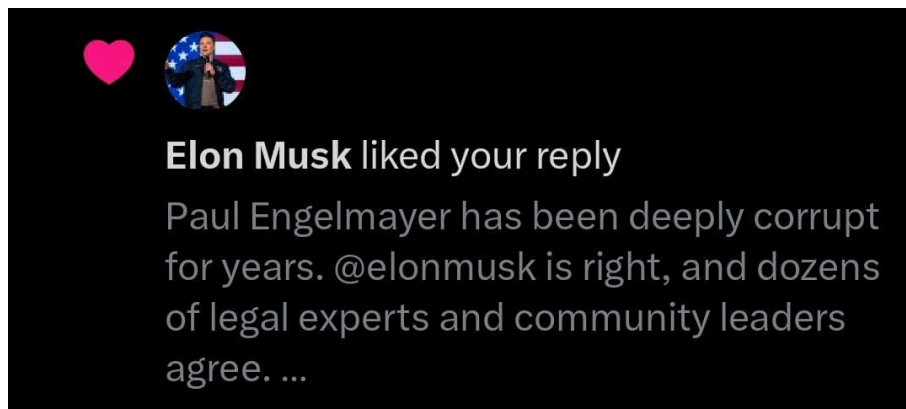 Elon Musk liked your reply
Paul Engelmayer has been deeply corrupt
for years. @elonmusk is right, and dozens
of legal experts and community leaders
agree. ...